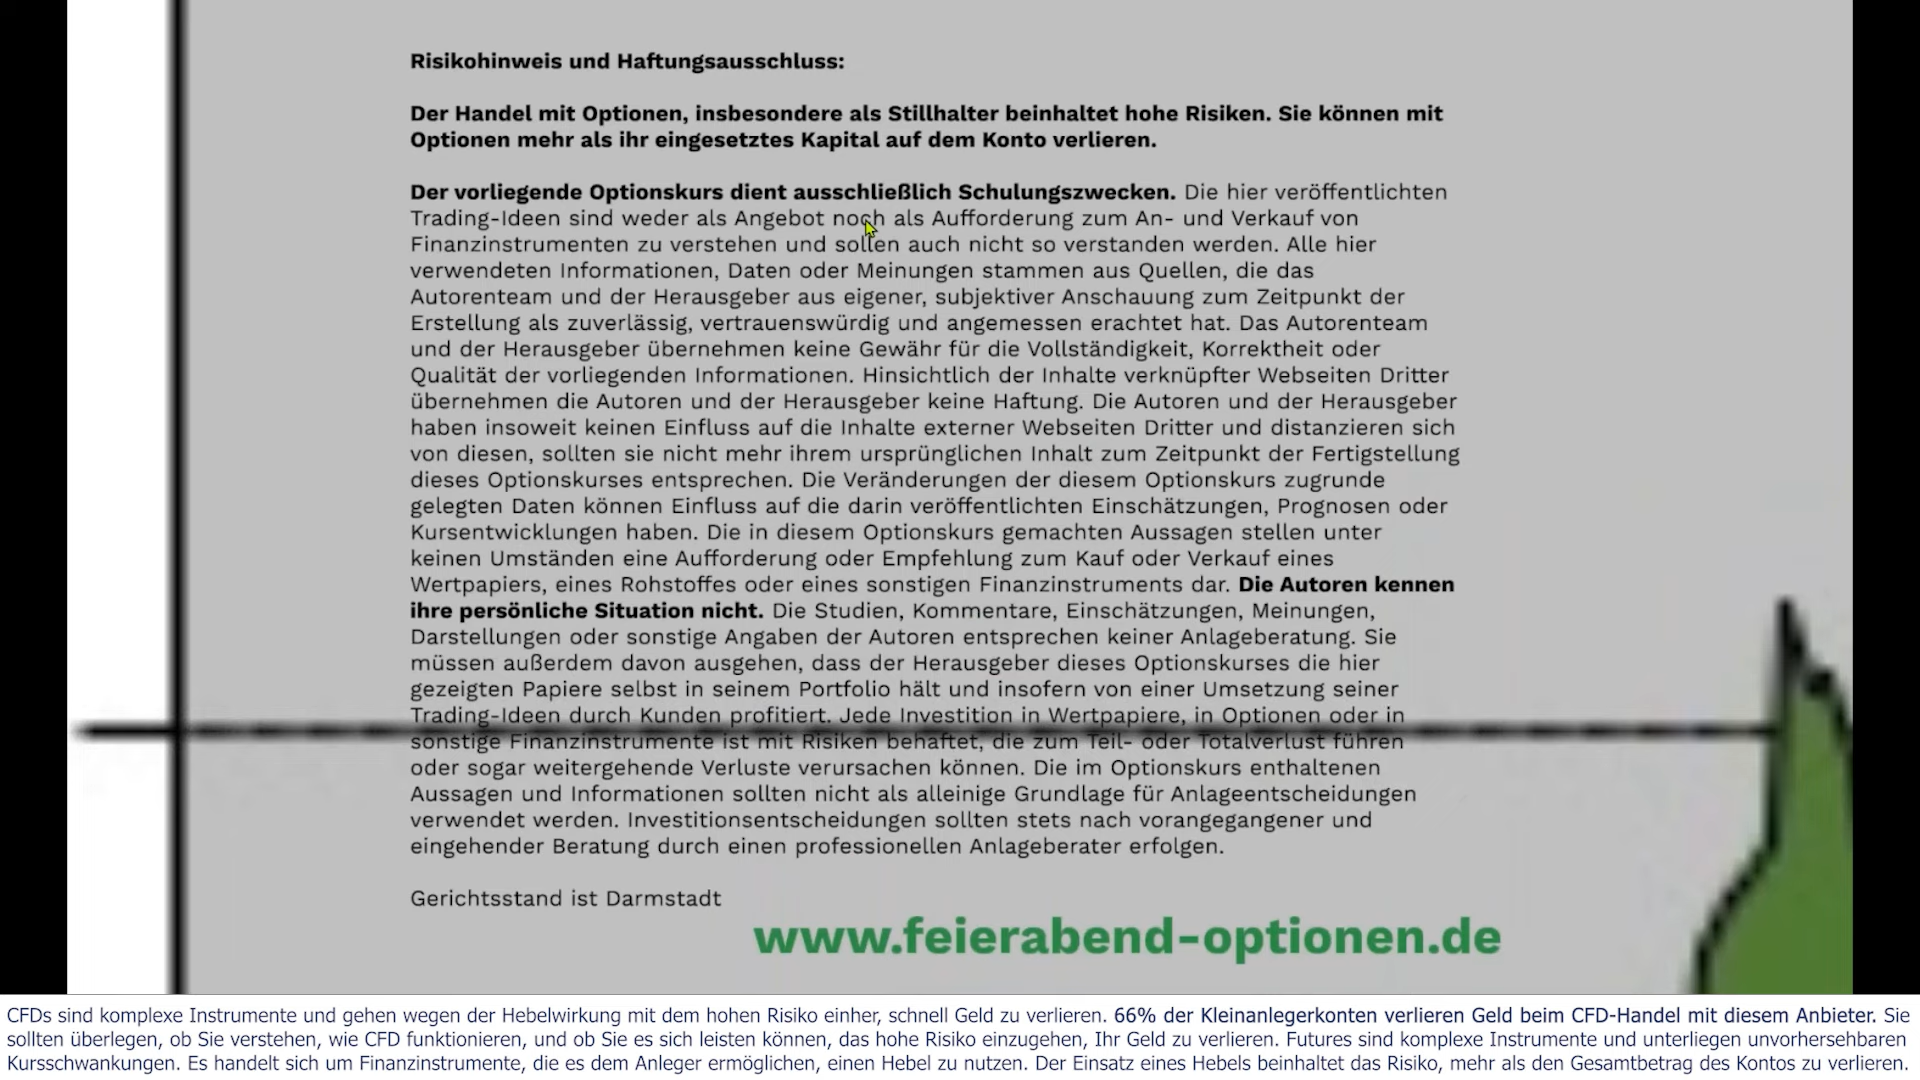 Risikohinweis und Haftungsausschluss:
Der Handel mit Optionen, insbesondere als Stillhalter beinhaltet hohe Risiken. Sie können mit
Optionen mehr als ihr eingesetztes Kapital auf dem Konto verlieren.
Der vorliegende Optionskurs dient ausschließlich Schulungszwecken. Die hier veröffentlichten
Trading-Ideen sind weder als Angebot noch als Aufforderung zum An- und Verkauf von
Finanzinstrumenten zu verstehen und sollen auch nicht so verstanden werden. Alle hier
verwendeten Informationen, Daten oder Meinungen stammen aus Quellen, die das
Autorenteam und der Herausgeber aus eigener, subjektiver Anschauung zum Zeitpunkt der
Erstellung als zuverlässig, vertrauenswürdig und angemessen erachtet hat. Das Autorenteam
und der Herausgeber übernehmen keine Gewähr für die Vollständigkeit, Korrektheit oder
Qualität der vorliegenden Informationen. Hinsichtlich der Inhalte verknüpfter Webseiten Dritter
übernehmen die Autoren und der Herausgeber keine Haftung. Die Autoren und der Herausgeber
haben insoweit keinen Einfluss auf die Inhalte externer Webseiten Dritter und distanzieren sich
von diesen, sollten sie nicht mehr ihrem ursprünglichen Inhalt zum Zeitpunkt der Fertigstellung
dieses Optionskurses entsprechen. Die Veränderungen der diesem Optionskurs zugrunde
gelegten Daten können Einfluss auf die darin veröffentlichten Einschätzungen, Prognosen oder
Kursentwicklungen haben. Die in diesem Optionskurs gemachten Aussagen stellen unter
keinen Umständen eine Aufforderung oder Empfehlung zum Kauf oder Verkauf eines
Wertpapiers, eines Rohstoffes oder eines sonstigen Finanzinstruments dar. Die Autoren kennen
ihre persönliche Situation nicht. Die Studien, Kommentare, Einschätzungen, Meinungen,
Darstellungen oder sonstige Angaben der Autoren entsprechen keiner Anlageberatung. Sie
müssen außerdem davon ausgehen, dass der Herausgeber dieses Optionskurses die hier
gezeigten Papiere selbst in seinem Portfolio hält und insofern von einer Umsetzung seiner
Trading-Ideen durch Kunden profitiert. Jede Investition in Wertpapiere, in Optionen oder in
sonstige Finanzinstrumente ist mit Risiken behaftet, die zum Teil- oder Totalverlust führen
oder sogar weitergehende Verluste verursachen können. Die im Optionskurs enthaltenen
Aussagen und Informationen sollten nicht als alleinige Grundlage für Anlageentscheidungen
verwendet werden. Investitionsentscheidungen sollten stets nach vorangegangener und
eingehender Beratung durch einen professionellen Anlageberater erfolgen.
Gerichtsstand ist Darmstadt
www.feierabend-optionen.de
CFDs sind komplexe Instrumente und gehen wegen der Hebelwirkung mit dem hohen Risiko einher, schnell Geld zu verlieren. 66% der Kleinanlegerkonten verlieren Geld beim CFD-Handel mit diesem Anbieter. Sie
sollten überlegen, ob Sie verstehen, wie CFD funktionieren, und ob Sie es sich leisten können, das hohe Risiko einzugehen, Ihr Geld zu verlieren. Futures sind komplexe Instrumente und unterliegen unvorhersehbaren
Kursschwankungen. Es handelt sich um Finanzinstrumente, die es dem Anleger ermöglichen, einen Hebel zu nutzen. Der Einsatz eines Hebels beinhaltet das Risiko, mehr als den Gesamtbetrag des Kontos zu verlieren.